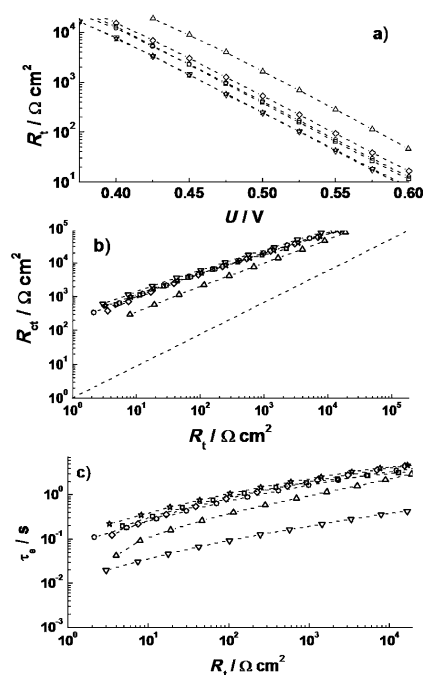 a)
10⁴
10³
10²
10¹
R_t / Ω cm²
0.40 0.45 0.50 0.55 0.60
U / V
b)
10⁵
10⁴
10³
10²
10¹
10⁰
R_ct / Ω cm²
10⁰ 10¹ 10² 10³ 10⁴ 10⁵
R_t / Ω cm²
c)
10⁰
10⁻¹
10⁻²
10⁻³
τ_e / s
10⁰ 10¹ 10² 10³ 10⁴
R_t / Ω cm²